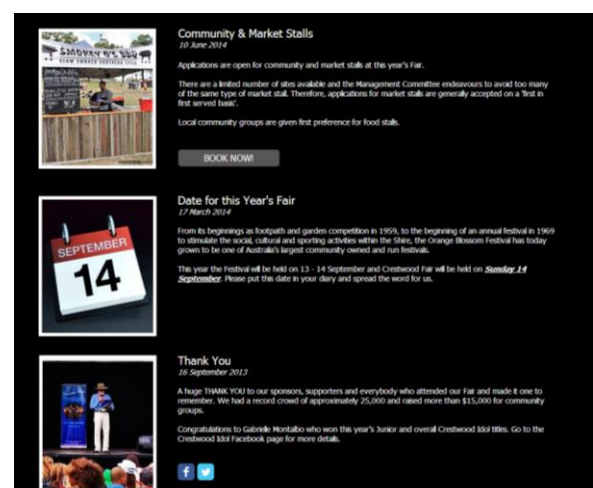 Community & Market Stalls
10 June 2014
Applications are open for community and market stalls at this year's Fair.
There are a limited number of sites available and the Management Committee endeavours to avoid too many
of the same type of market stall. Therefore, applications for market stalls are generally accepted on a 'first in
first served basis'.
Local community groups are given first preference for food stalls.
BOOK NOW!
SMOKEY O'S BBQ
SLOW SMOKED SOUTHERN STYLE
Date for this Year's Fair
17 March 2014
From its beginnings as footpath and garden competition in 1959, to the beginning of an annual festival in 1969
to stimulate the social, cultural and sporting activities within the Shire, the Orange Blossom Festival has today
grown to be one of Australia's largest community owned and run festivals.
This year the Festival will be held on 13 - 14 September and Crestwood Fair will be held on Sunday 14
September. Please put this date in your diary and spread the word for us.
SEPTEMBER
14
Thank You
16 September 2013
A huge THANK YOU to our sponsors, supporters and everybody who attended our Fair and made it one to
remember. We had a record crowd of approximately 25,000 and raised more than $15,000 for community
groups.
Congratulations to Gabrielle Montalbo who won this year's Junior and overall Crestwood Idol titles. Go to the
Crestwood Idol Facebook page for more details.